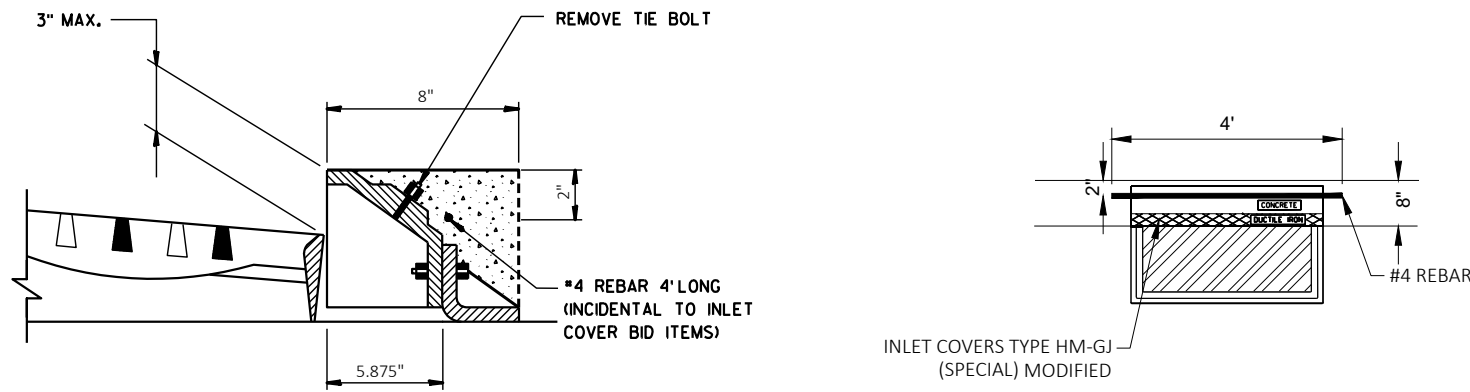 3" MAX.
REMOVE TIE BOLT
8"
2"
#4 REBAR 4' LONG
(INCIDENTAL TO INLET
COVER BID ITEMS)
5.875"
4'
2"
8"
CONCRETE
DUCTILE IRON
#4 REBAR
INLET COVERS TYPE HM-GJ
(SPECIAL) MODIFIED